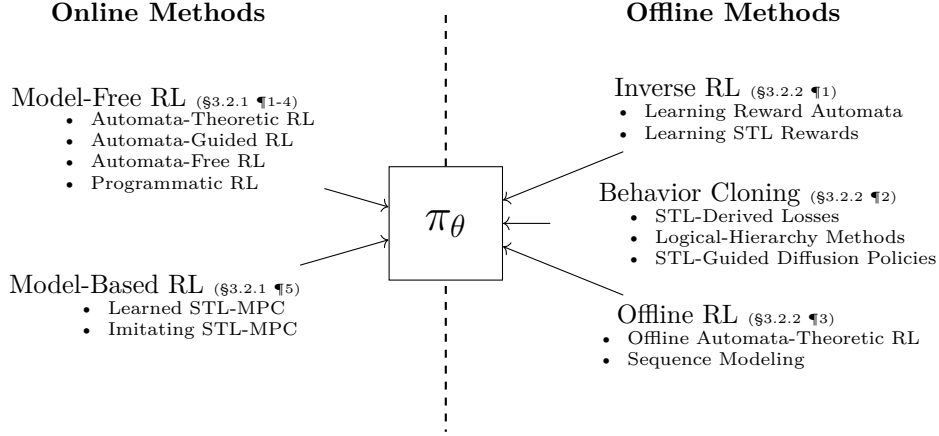 Online Methods
Model-Free RL (§3.2.1 ¶1-4)
• Automata-Theoretic RL
• Automata-Guided RL
• Automata-Free RL
• Programmatic RL
Model-Based RL (§3.2.1 ¶5)
• Learned STL-MPC
• Imitating STL-MPC
π_θ
Offline Methods
Inverse RL (§3.2.2 ¶1)
• Learning Reward Automata
• Learning STL Rewards
Behavior Cloning (§3.2.2 ¶2)
• STL-Derived Losses
• Logical-Hierarchy Methods
• STL-Guided Diffusion Policies
Offline RL (§3.2.2 ¶3)
• Offline Automata-Theoretic RL
• Sequence Modeling